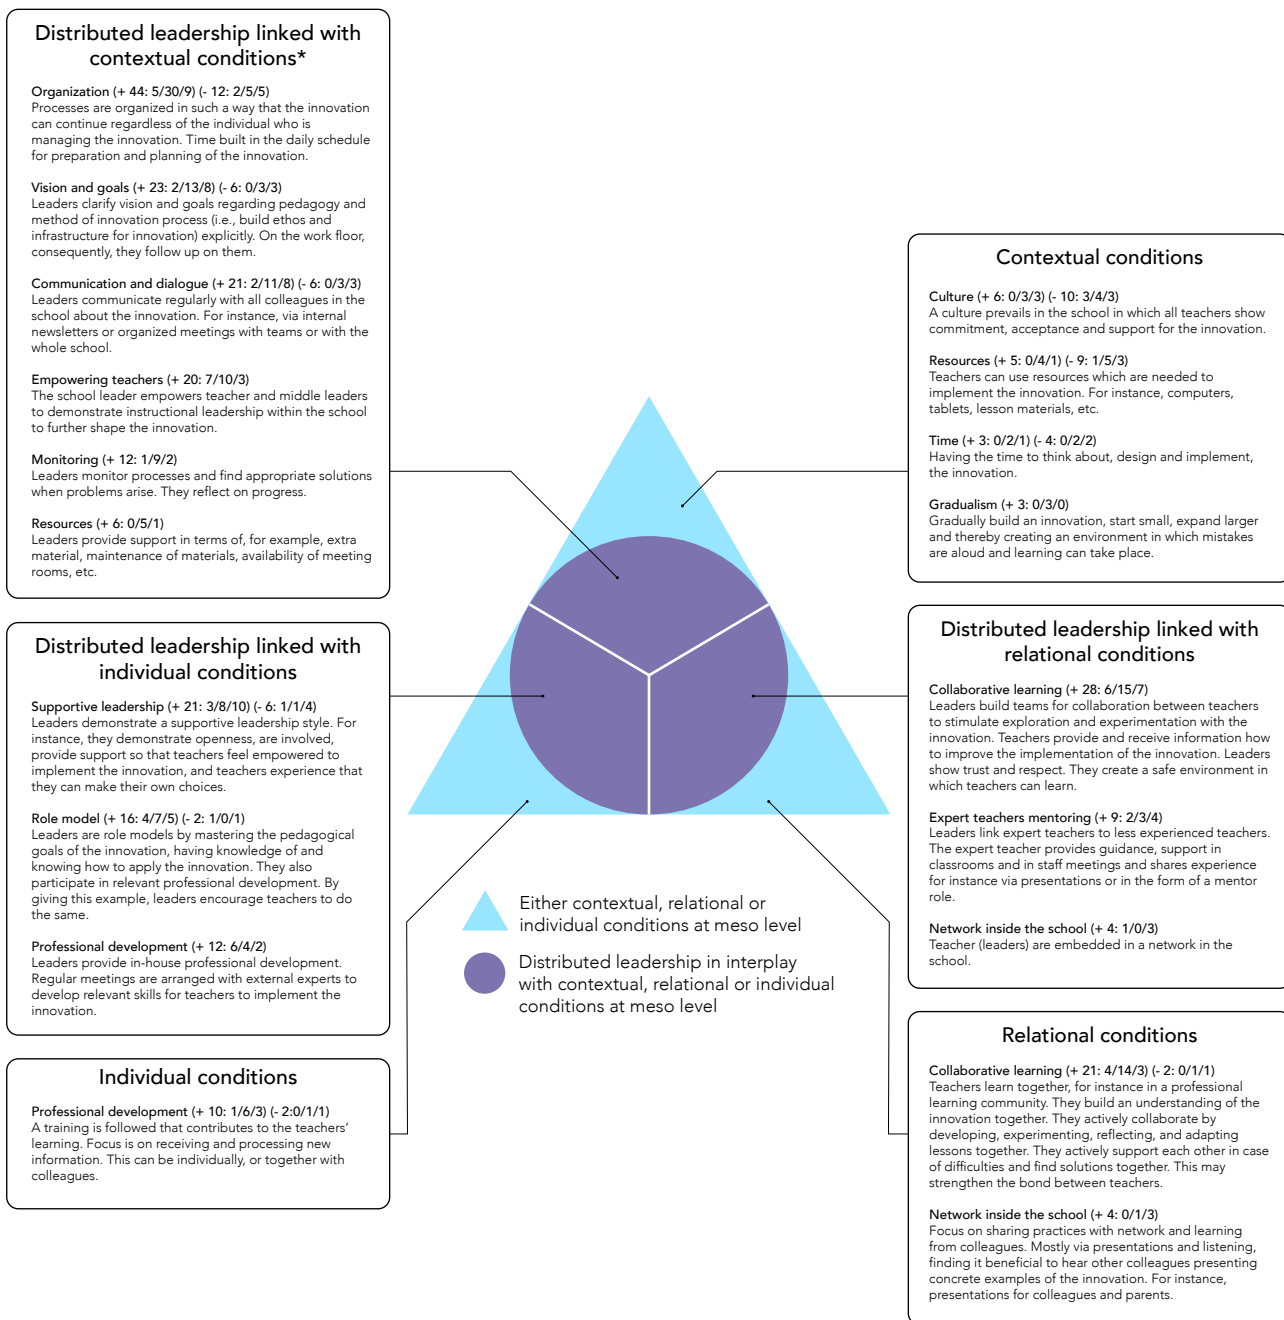 Distributed leadership linked with
contextual conditions*
Organization (+ 44: 5/30/9) (- 12: 2/5/5)
Processes are organized in such a way that the innovation
can continue regardless of the individual who is
managing the innovation. Time built in the daily schedule
for preparation and planning of the innovation.
Vision and goals (+ 23: 2/13/8) (- 6: 0/3/3)
Leaders clarify vision and goals regarding pedagogy and
method of innovation process (i.e., build ethos and
infrastructure for innovation) explicitly. On the work floor,
consequently, they follow up on them.
Communication and dialogue (+ 21: 2/11/8) (- 6: 0/3/3)
Leaders communicate regularly with all colleagues in the
school about the innovation. For instance, via internal
newsletters or organized meetings with teams or with the
whole school.
Empowering teachers (+ 20: 7/10/3)
The school leader empowers teacher and middle leaders
to demonstrate instructional leadership within the school
to further shape the innovation.
Monitoring (+ 12: 1/9/2)
Leaders monitor processes and find appropriate solutions
when problems arise. They reflect on progress.
Resources (+ 6: 0/5/1)
Leaders provide support in terms of, for example, extra
material, maintenance of materials, availability of meeting
rooms, etc.
Distributed leadership linked with
individual conditions
Supportive leadership (+ 21: 3/8/10) (- 6: 1/1/4)
Leaders demonstrate a supportive leadership style. For
instance, they demonstrate openness, are involved,
provide support so that teachers feel empowered to
implement the innovation, and teachers experience that
they can make their own choices.
Role model (+ 16: 4/7/5) (- 2: 1/0/1)
Leaders are role models by mastering the pedagogical
goals of the innovation, having knowledge of and
knowing how to apply the innovation. They also
participate in relevant professional development. By
giving this example, leaders encourage teachers to do
the same.
Professional development (+ 12: 6/4/2)
Leaders provide in-house professional development.
Regular meetings are arranged with external experts to
develop relevant skills for teachers to implement the
innovation.
Individual conditions
Professional development (+ 10: 1/6/3) (- 2:0/1/1)
A training is followed that contributes to the teachers'
learning. Focus is on receiving and processing new
information. This can be individually, or together with
colleagues.
Either contextual, relational or
individual conditions at meso level
Distributed leadership in interplay
with contextual, relational or individual
conditions at meso level
Contextual conditions
Culture (+ 6: 0/3/3) (- 10: 3/4/3)
A culture prevails in the school in which all teachers show
commitment, acceptance and support for the innovation.
Resources (+ 5: 0/4/1) (- 9: 1/5/3)
Teachers can use resources which are needed to
implement the innovation. For instance, computers,
tablets, lesson materials, etc.
Time (+ 3: 0/2/1) (- 4: 0/2/2)
Having the time to think about, design and implement,
the innovation.
Gradualism (+ 3: 0/3/0)
Gradually build an innovation, start small, expand larger
and thereby creating an environment in which mistakes
are aloud and learning can take place.
Distributed leadership linked with
relational conditions
Collaborative learning (+ 28: 6/15/7)
Leaders build teams for collaboration between teachers
to stimulate exploration and experimentation with the
innovation. Teachers provide and receive information how
to improve the implementation of the innovation. Leaders
show trust and respect. They create a safe environment in
which teachers can learn.
Expert teachers mentoring (+ 9: 2/3/4)
Leaders link expert teachers to less experienced teachers.
The expert teacher provides guidance, support in
classrooms and in staff meetings and shares experience
for instance via presentations or in the form of a mentor
role.
Network inside the school (+ 4: 1/0/3)
Teacher (leaders) are embedded in a network in the
school.
Relational conditions
Collaborative learning (+ 21: 4/14/3) (- 2: 0/1/1)
Teachers learn together, for instance in a professional
learning community. They build an understanding of the
innovation together. They actively collaborate by
developing, experimenting, reflecting, and adapting
lessons together. They actively support each other in case
of difficulties and find solutions together. This may
strengthen the bond between teachers.
Network inside the school (+ 4: 0/1/3)
Focus on sharing practices with network and learning
from colleagues. Mostly via presentations and listening,
finding it beneficial to hear other colleagues presenting
concrete examples of the innovation. For instance,
presentations for colleagues and parents.